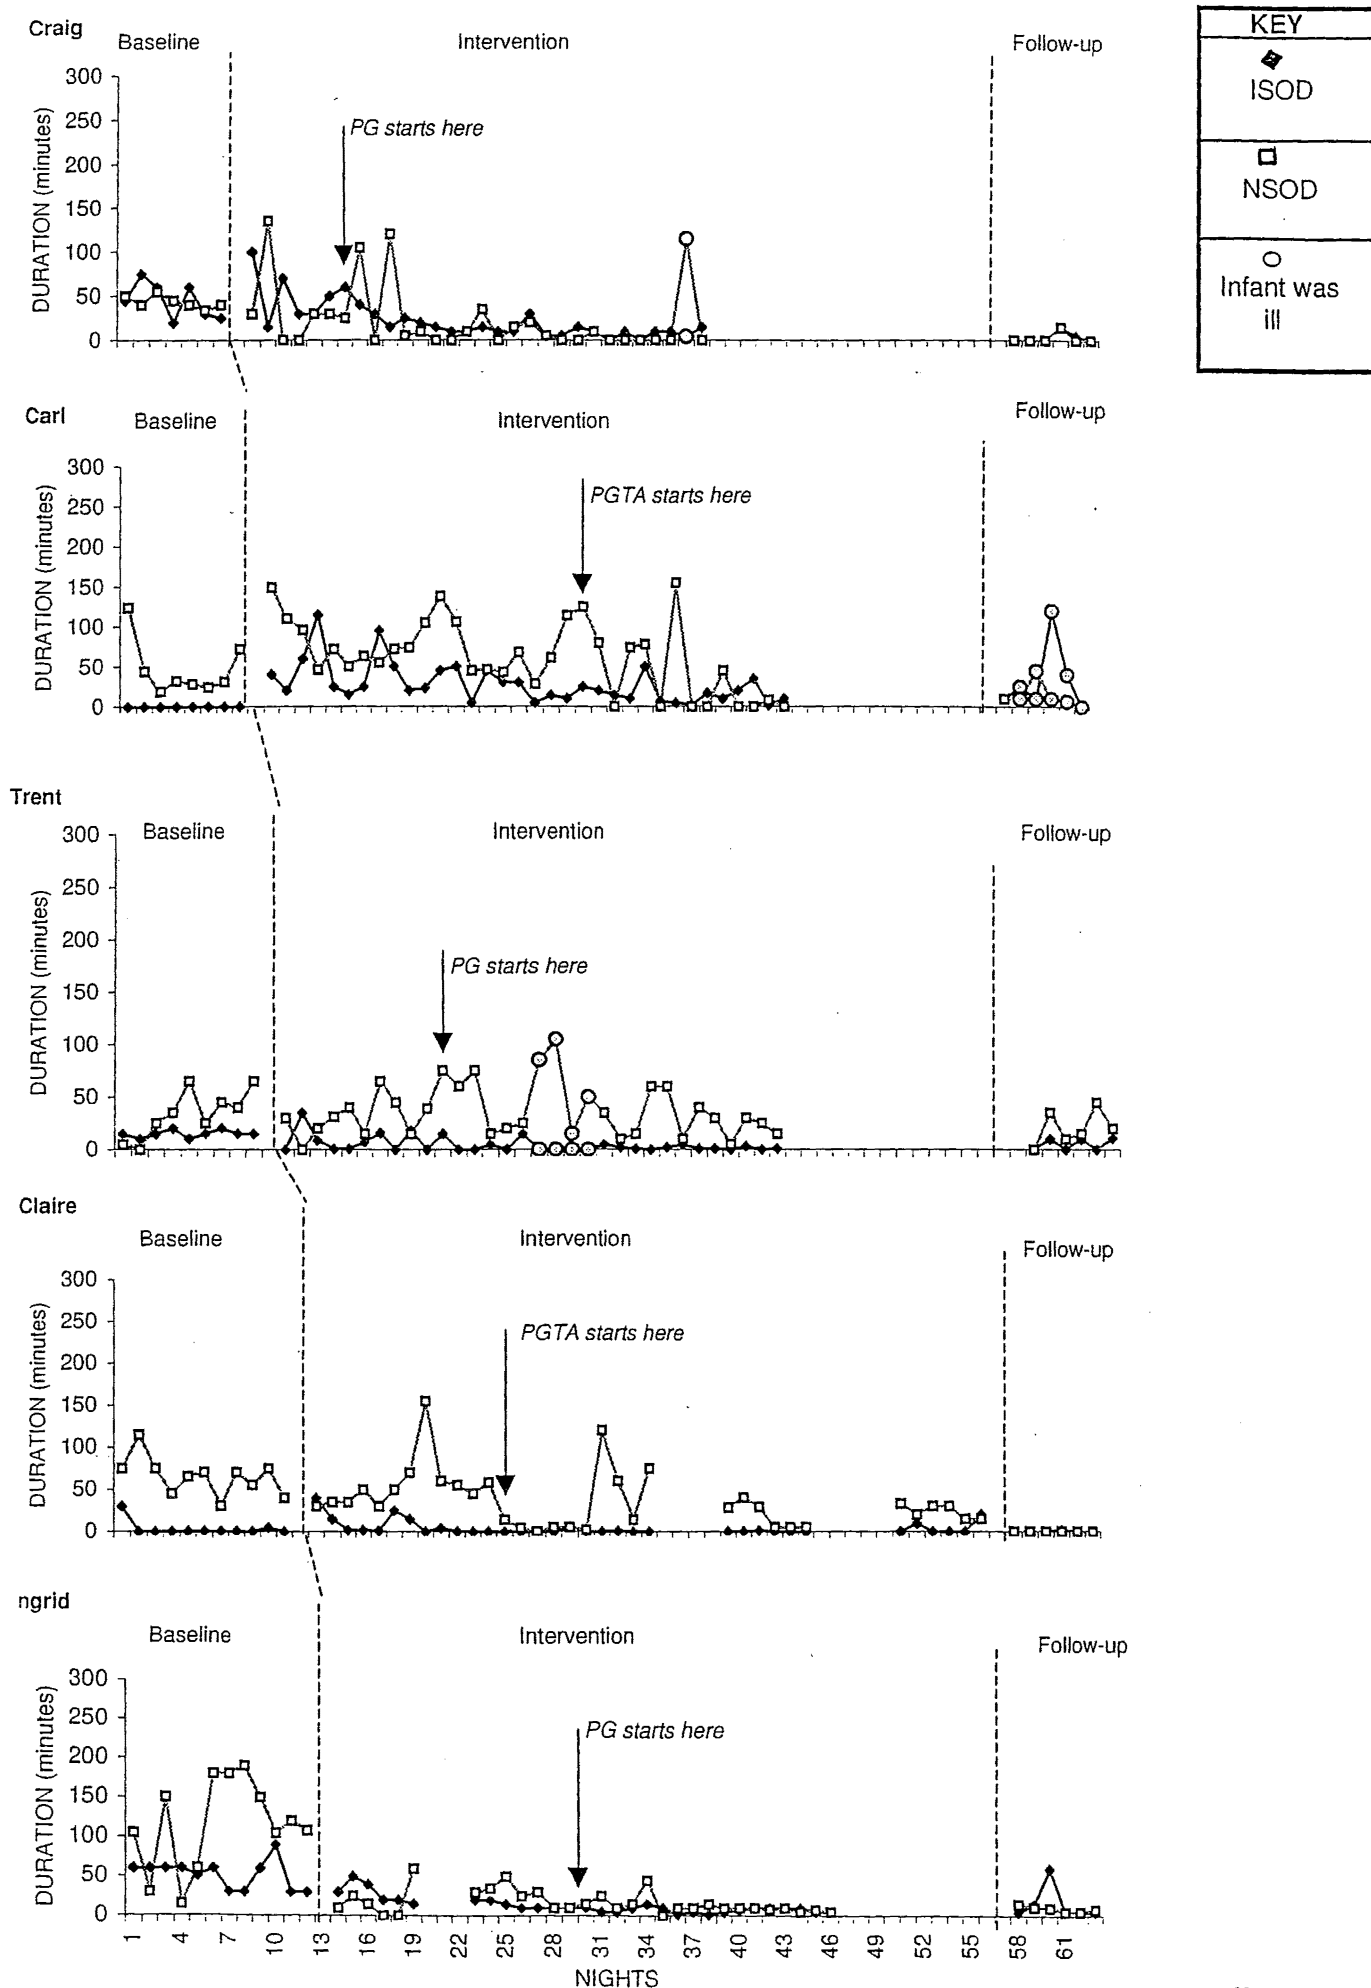 Craig
Baseline
Intervention
Follow-up
KEY
ISOD
NSOD
Infant was
ill
DURATION (minutes)
300
250
200
150
100
50
0
PG starts here
Carl
Baseline
Intervention
Follow-up
DURATION (minutes)
300
250
200
150
100
50
0
PGTA starts here
Trent
Baseline
Intervention
Follow-up
DURATION (minutes)
300
250
200
150
100
50
0
PG starts here
Claire
Baseline
Intervention
Follow-up
DURATION (minutes)
300
250
200
150
100
50
0
PGTA starts here
ngrid
Baseline
Intervention
Follow-up
DURATION (minutes)
300
250
200
150
100
50
0
PG starts here
1 4 7 10 13 16 19 22 25 28 31 34 37 40 43 46 49 52 55 58 61
NIGHTS